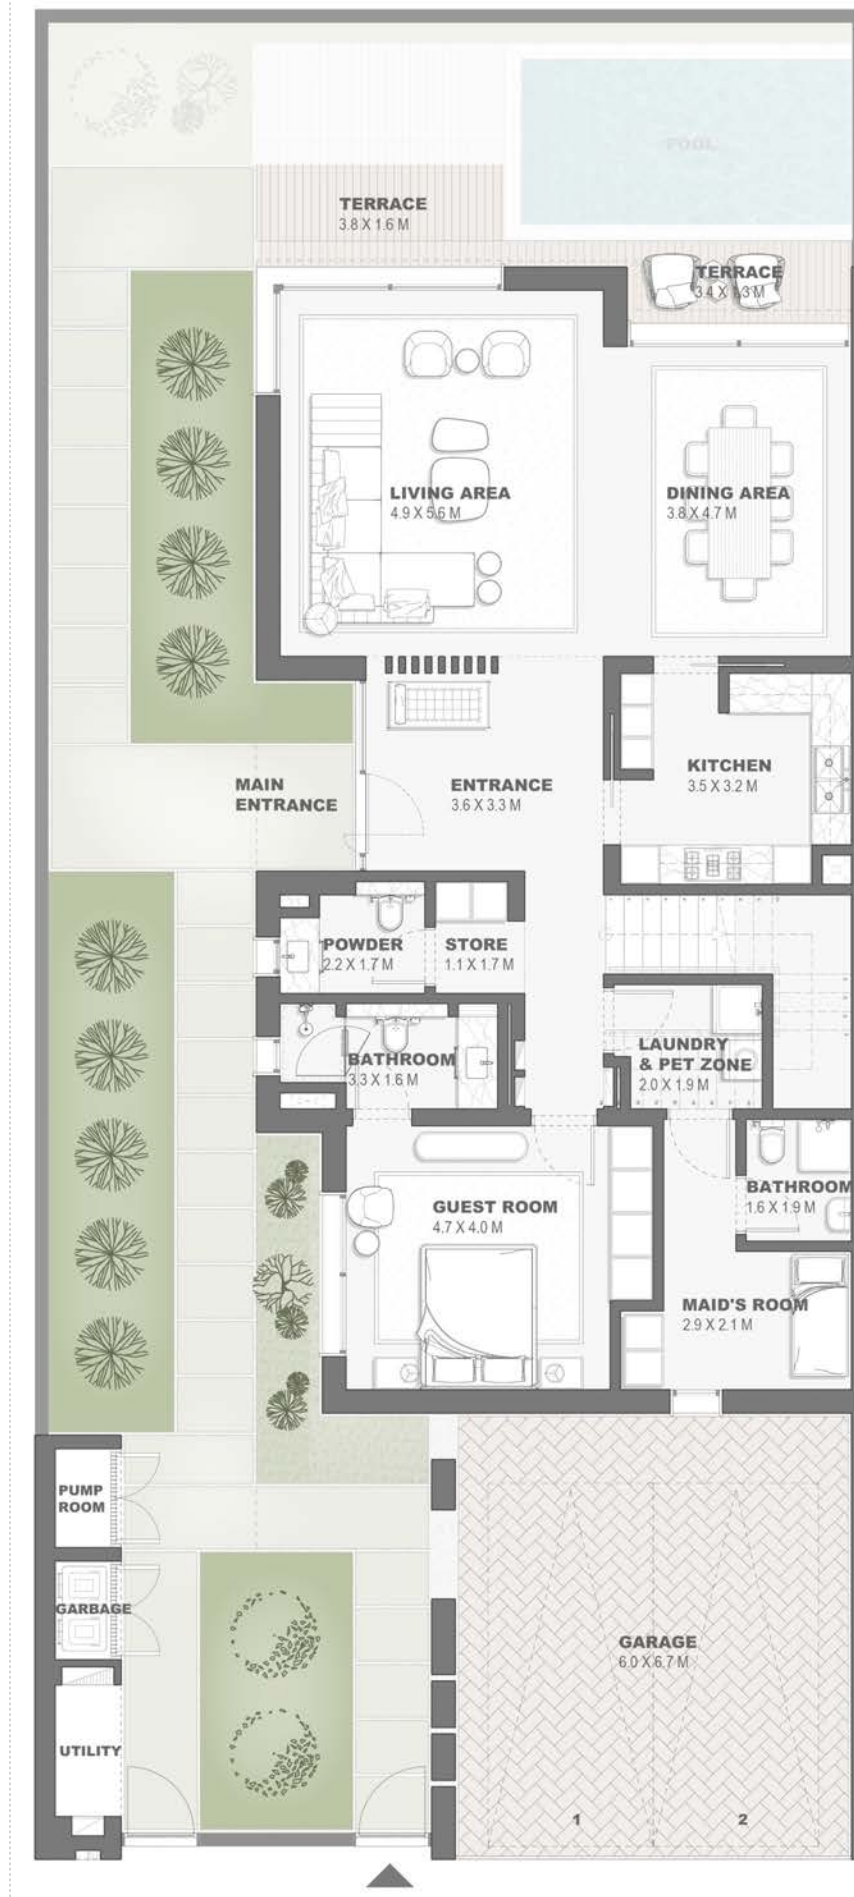 POOL
TERRACE
3.8 X 1.6 M
TERRACE
3.4 X 1.3 M
LIVING AREA
4.9 X 5.6 M
DINING AREA
3.8 X 4.7 M
KITCHEN
3.5 X 3.2 M
MAIN
ENTRANCE
ENTRANCE
3.6 X 3.3 M
POWDER
2.2 X 1.7 M
STORE
1.1 X 1.7 M
LAUNDRY
& PET ZONE
2.0 X 1.9 M
BATHROOM
3.3 X 1.6 M
BATHROOM
1.6 X 1.9 M
GUEST ROOM
4.7 X 4.0 M
MAID'S ROOM
2.9 X 2.1 M
PUMP
ROOM
GARBAGE
GARAGE
6.0 X 6.7 M
UTILITY
1
2